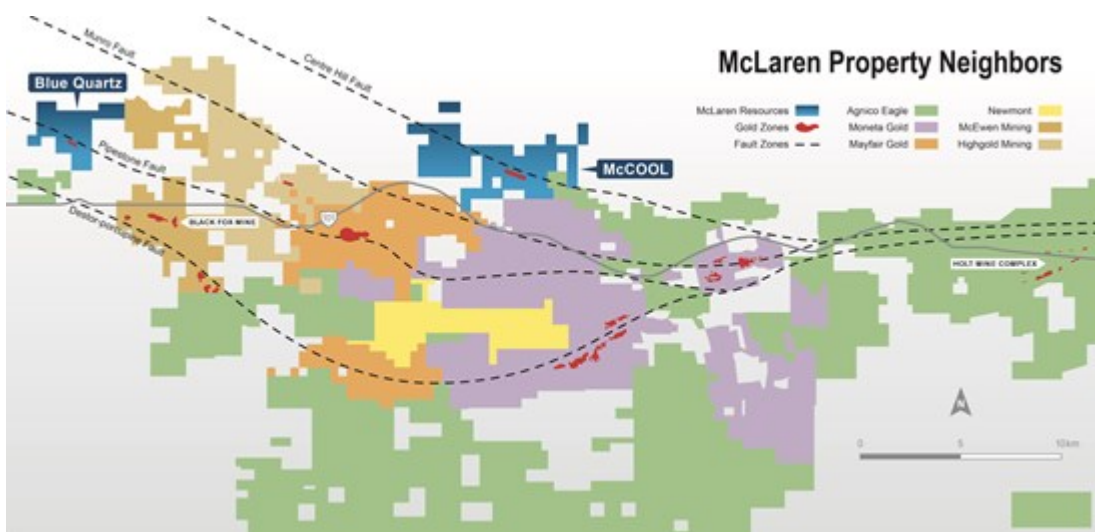 McLaren Property Neighbors
McLaren Resources
Agnico Eagle
Newmont
Gold Zones
Moneta Gold
McEwen Mining
Fault Zones
Mayfair Gold
Highgold Mining
Munro Fault
Centre Hill Fault
Blue Quartz
Pipestone Fault
McCOOL
Destor-porcupine Fault
BLACK FOX MINE
101
HOLT MINE COMPLEX
N
0
5
10km